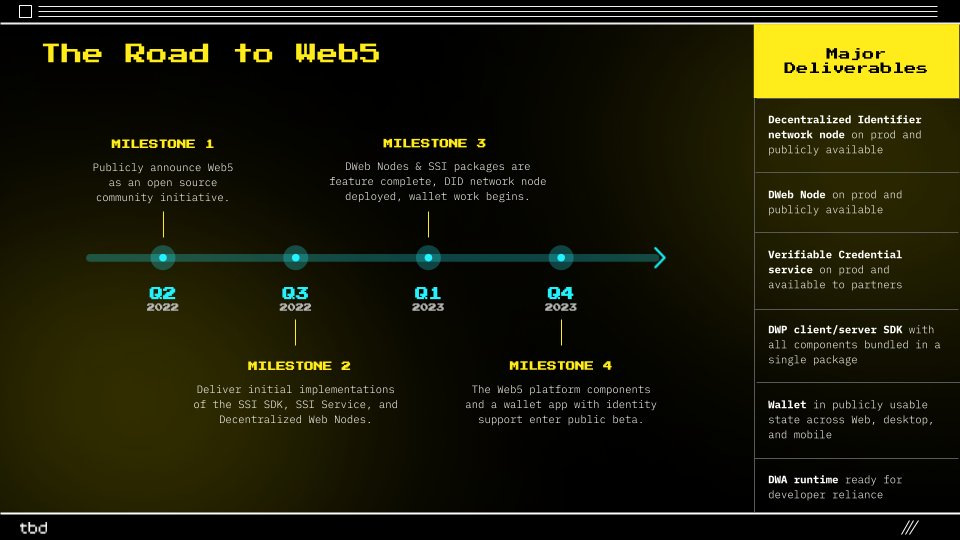 The Road to Web5
MILESTONE 1
Publicly announce Web5
as an open source
community initiative.
MILESTONE 3
DWeb Nodes & SSI packages are
feature complete, DID network node
deployed, wallet work begins.
Q2
2022
Q3
2022
Q1
2023
Q4
2023
MILESTONE 2
Deliver initial implementations
of the SSI SDK, SSI Service, and
Decentralized Web Nodes.
MILESTONE 4
The Web5 platform components
and a wallet app with identity
support enter public beta.
Major
Deliverables
Decentralized Identifier
network node on prod and
publicly available
DWeb Node on prod and
publicly available
Verifiable Credential
service on prod and
available to partners
DWP client/server SDK with
all components bundled in a
single package
Wallet in publicly usable
state across Web, desktop,
and mobile
DWA runtime ready for
developer reliance
tbd
///